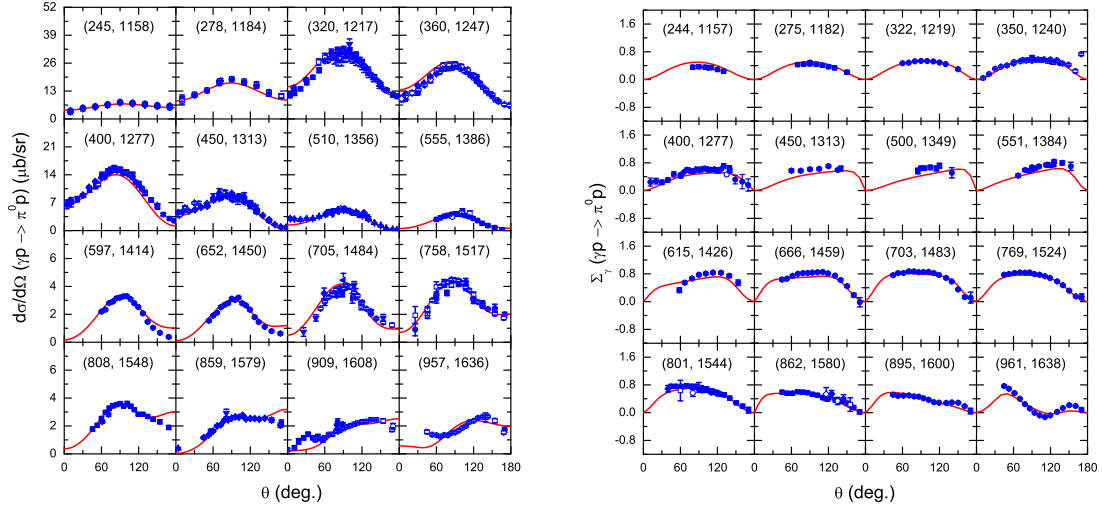 dσ/dΩ (γp -> π⁰p) (μb/sr)
52
39
26
13
0
(245, 1158) (278, 1184) (320, 1217) (360, 1247)
21
14
7
0
(400, 1277) (450, 1313) (510, 1356) (555, 1386)
6
4
2
0
(597, 1414) (652, 1450) (705, 1484) (758, 1517)
6
4
2
0
(808, 1548) (859, 1579) (909, 1608) (957, 1636)
0 60 120 0 60 120 0 60 120 0 60 120 180
θ (deg.)
Σγ (γp -> π⁰p)
1.6
0.8
0.0
-0.8
(244, 1157) (275, 1182) (322, 1219) (350, 1240)
1.6
0.8
0.0
-0.8
(400, 1277) (450, 1313) (500, 1349) (551, 1384)
1.6
0.8
0.0
-0.8
(615, 1426) (666, 1459) (703, 1483) (769, 1524)
1.6
0.8
0.0
-0.8
(801, 1544) (862, 1580) (895, 1600) (961, 1638)
0 60 120 0 60 120 0 60 120 0 60 120 180
θ (deg.)